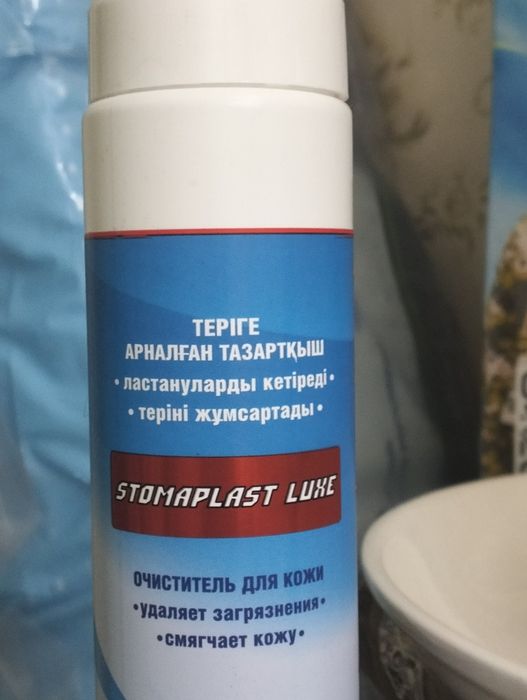 ТЕРІГЕ
АРНАЛҒАН ТАЗАРТҚЫШ
• ластануларды кетіреді •
• теріні жұмсартады •
STOMAPLAST LUXE
ОЧИСТИТЕЛЬ ДЛЯ КОЖИ
• удаляет загрязнения •
• смягчает кожу •